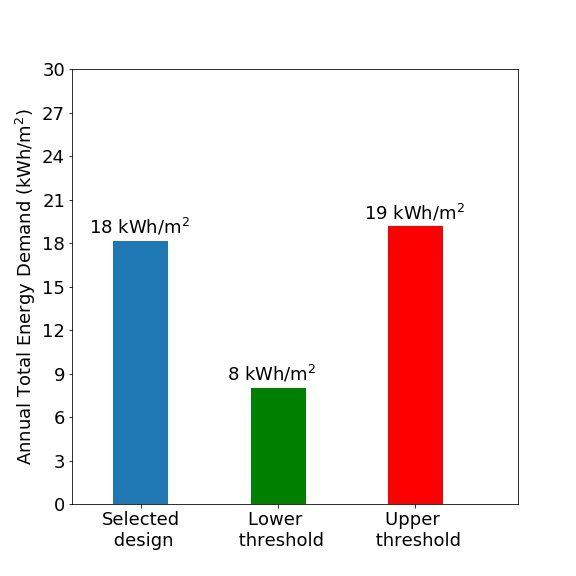 Annual Total Energy Demand (kWh/m²)
30
27
24
21
18
15
12
9
6
3
0
18 kWh/m²
8 kWh/m²
19 kWh/m²
Selected
design
Lower
threshold
Upper
threshold